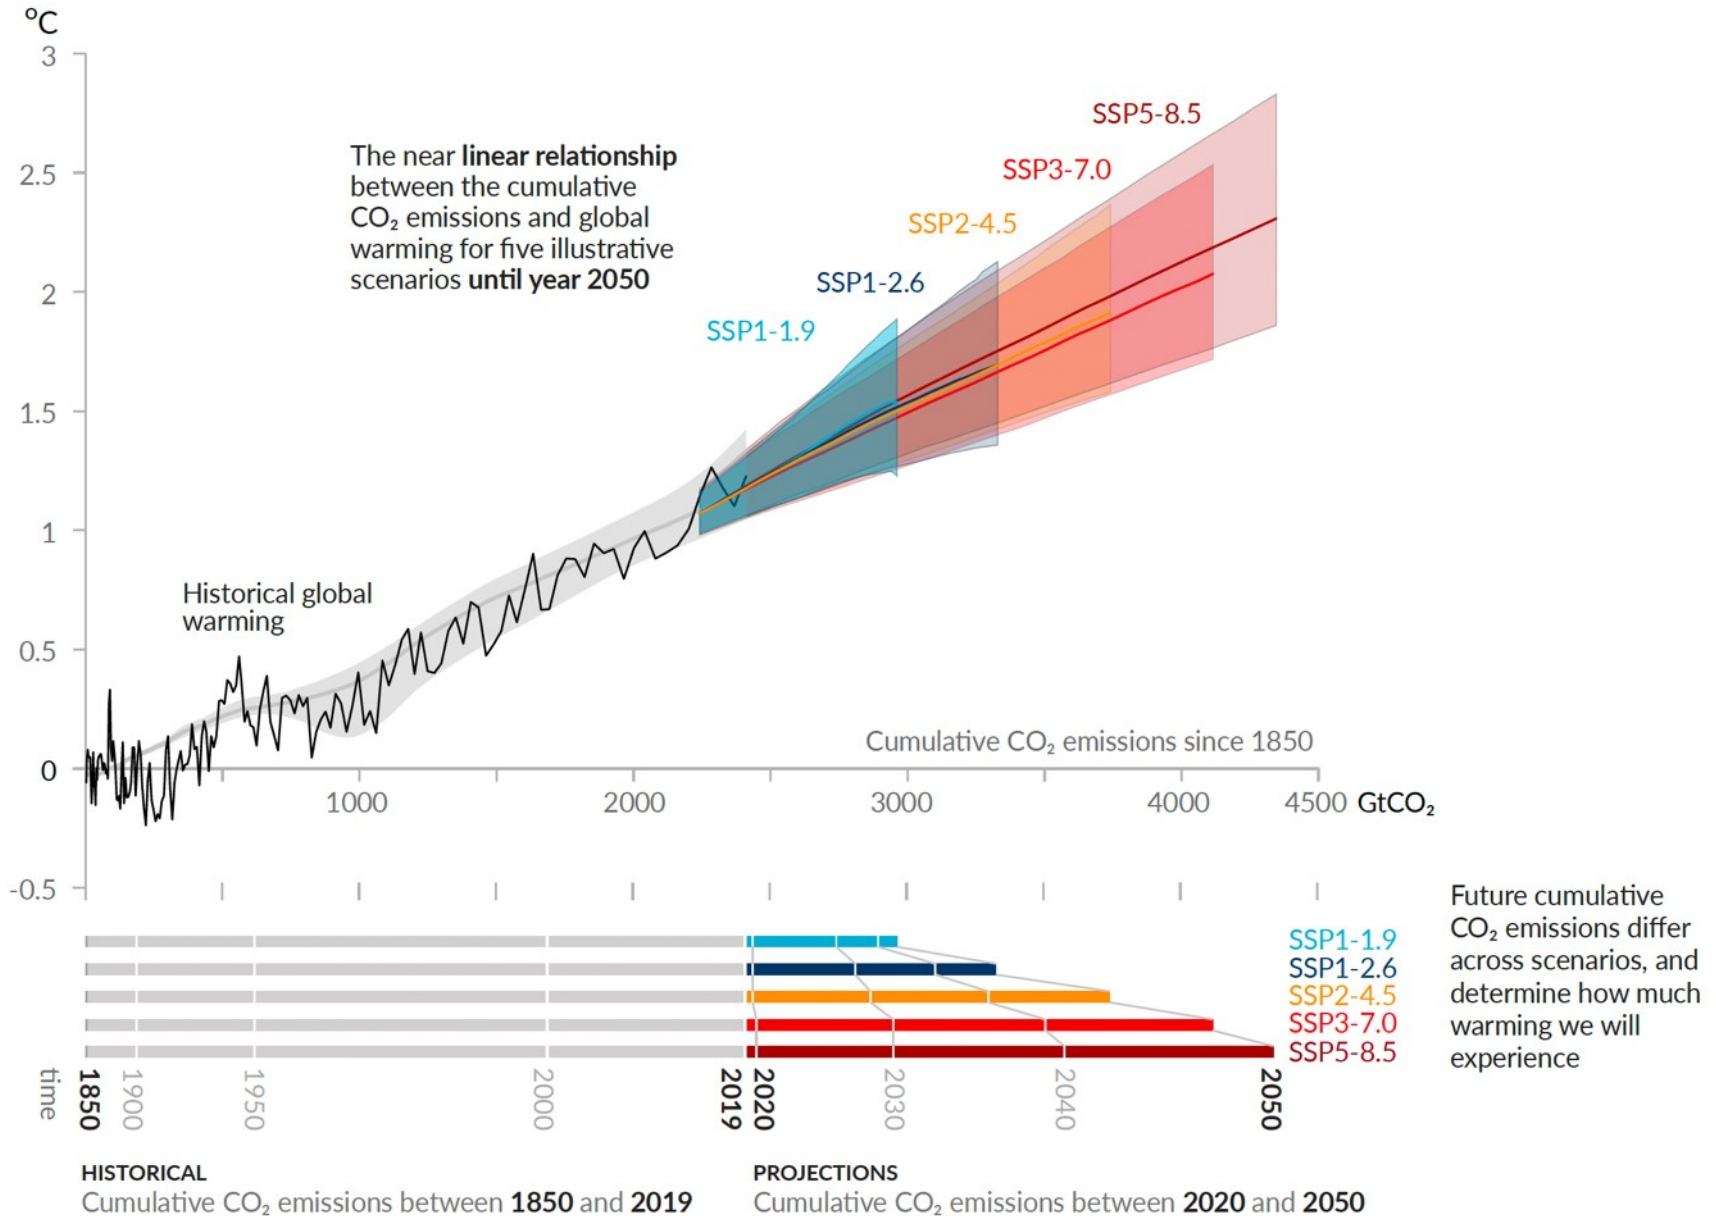 °C
3
2.5
2
1.5
1
0.5
0
-0.5
The near linear relationship
between the cumulative
CO₂ emissions and global
warming for five illustrative
scenarios until year 2050
SSP5-8.5
SSP3-7.0
SSP2-4.5
SSP1-2.6
SSP1-1.9
Historical global
warming
Cumulative CO₂ emissions since 1850
1000
2000
3000
4000
4500 GtCO₂
Future cumulative
CO₂ emissions differ
across scenarios, and
determine how much
warming we will
experience
SSP1-1.9
SSP1-2.6
SSP2-4.5
SSP3-7.0
SSP5-8.5
time
1850
1900
1950
2000
2019
2020
2030
2040
2050
HISTORICAL
Cumulative CO₂ emissions between 1850 and 2019
PROJECTIONS
Cumulative CO₂ emissions between 2020 and 2050